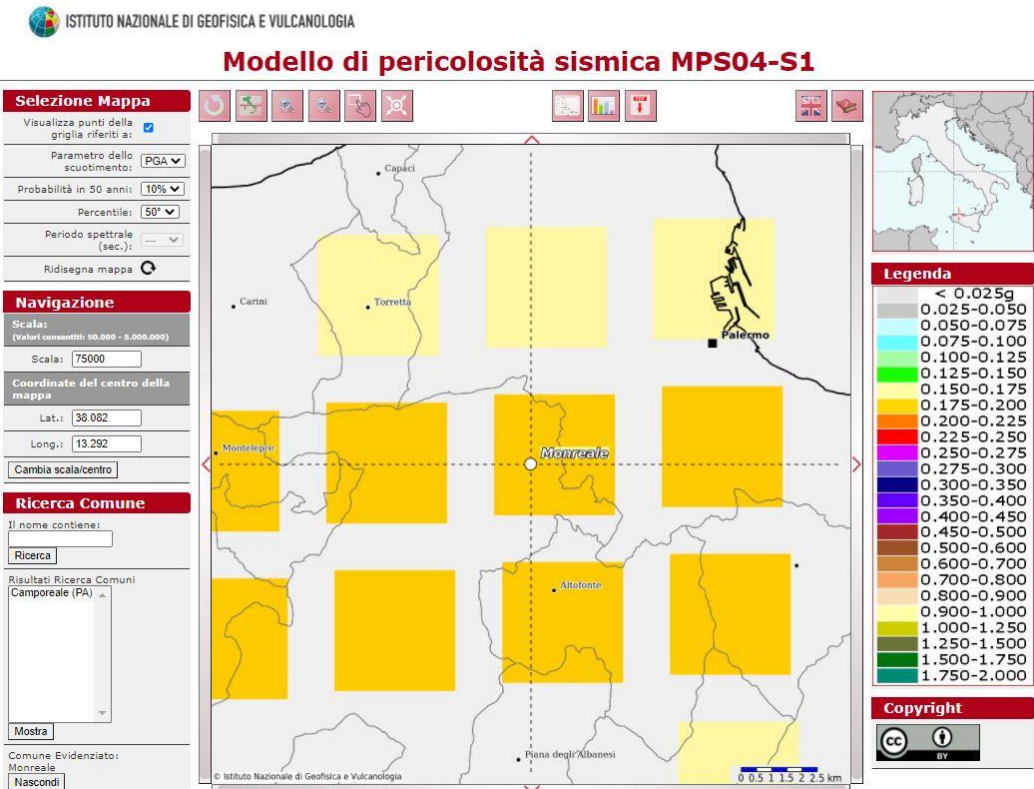 ISTITUTO NAZIONALE DI GEOFISICA E VULCANOLOGIA
Modello di pericolosità sismica MPS04-S1
Selezione Mappa
Visualizza punti della
griglia riferiti a:
Parametro dello
scuotimento: PGA
Probabilità in 50 anni: 10%
Percentile: 50°
Periodo spettrale
(sec.): ---
Ridisegna mappa
Navigazione
Scala:
(Valori consentiti: 50.000 - 5.000.000)
Scala: 75000
Coordinate del centro della
mappa
Lat.: 38.082
Long.: 13.292
Cambia scala/centro
Ricerca Comune
Il nome contiene:
Ricerca
Risultati Ricerca Comuni
Camporeale (PA)
Mostra
Comune Evidenziato:
Monreale
Nascondi
Capaci
Carini
Torretta
Palermo
Montelepre
Monreale
Altofonte
Piana degli Albanesi
© Istituto Nazionale di Geofisica e Vulcanologia
0 0.5 1 1.5 2 2.5 km
Legenda
< 0.025g
0.025-0.050
0.050-0.075
0.075-0.100
0.100-0.125
0.125-0.150
0.150-0.175
0.175-0.200
0.200-0.225
0.225-0.250
0.250-0.275
0.275-0.300
0.300-0.350
0.350-0.400
0.400-0.450
0.450-0.500
0.500-0.600
0.600-0.700
0.700-0.800
0.800-0.900
0.900-1.000
1.000-1.250
1.250-1.500
1.500-1.750
1.750-2.000
Copyright
cc
BY